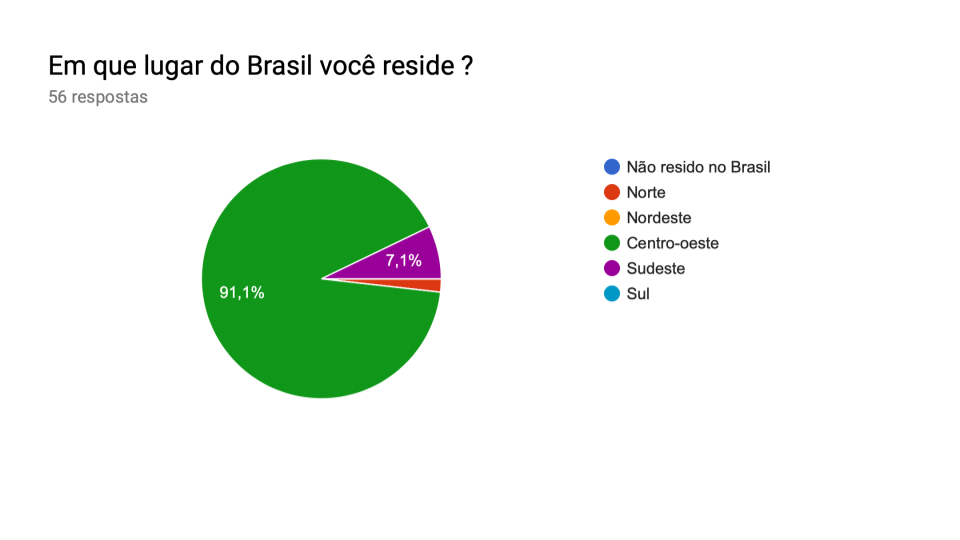 Em que lugar do Brasil você reside ?
56 respostas
Não resido no Brasil
Norte
Nordeste
Centro-oeste
Sudeste
Sul
7,1%
91,1%